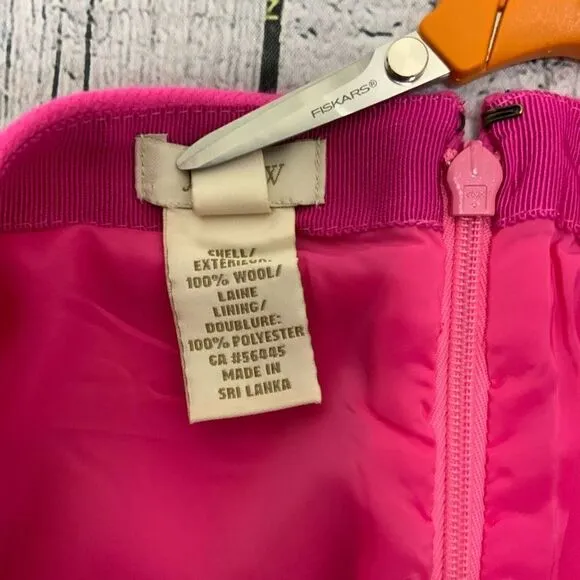 FISKARS®
SHELL/
EXTERIEUR:
100% WOOL/
LAINE
LINING/
DOUBLURE:
100% POLYESTER
CA #56445
MADE IN
SRI LANKA